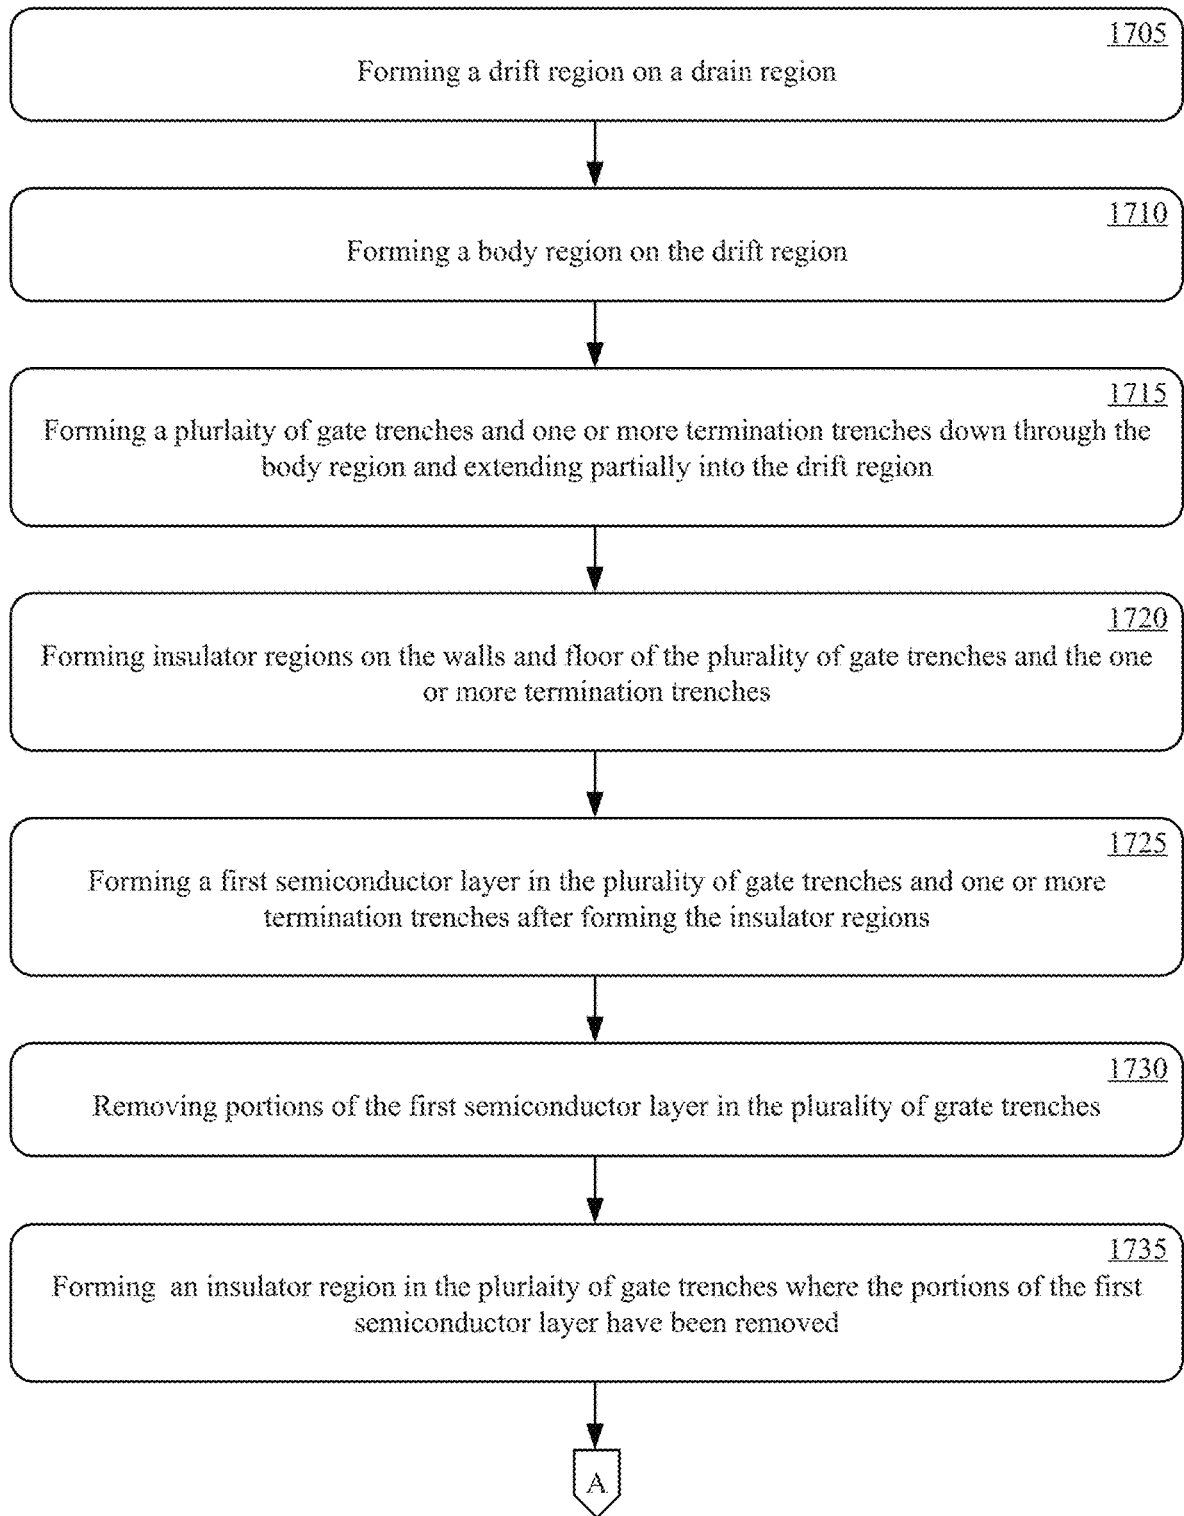 1705
Forming a drift region on a drain region
1710
Forming a body region on the drift region
1715
Forming a plurlaity of gate trenches and one or more termination trenches down through the
body region and extending partially into the drift region
1720
Forming insulator regions on the walls and floor of the plurality of gate trenches and the one
or more termination trenches
1725
Forming a first semiconductor layer in the plurality of gate trenches and one or more
termination trenches after forming the insulator regions
1730
Removing portions of the first semiconductor layer in the plurality of grate trenches
1735
Forming an insulator region in the plurlaity of gate trenches where the portions of the first
semiconductor layer have been removed
A